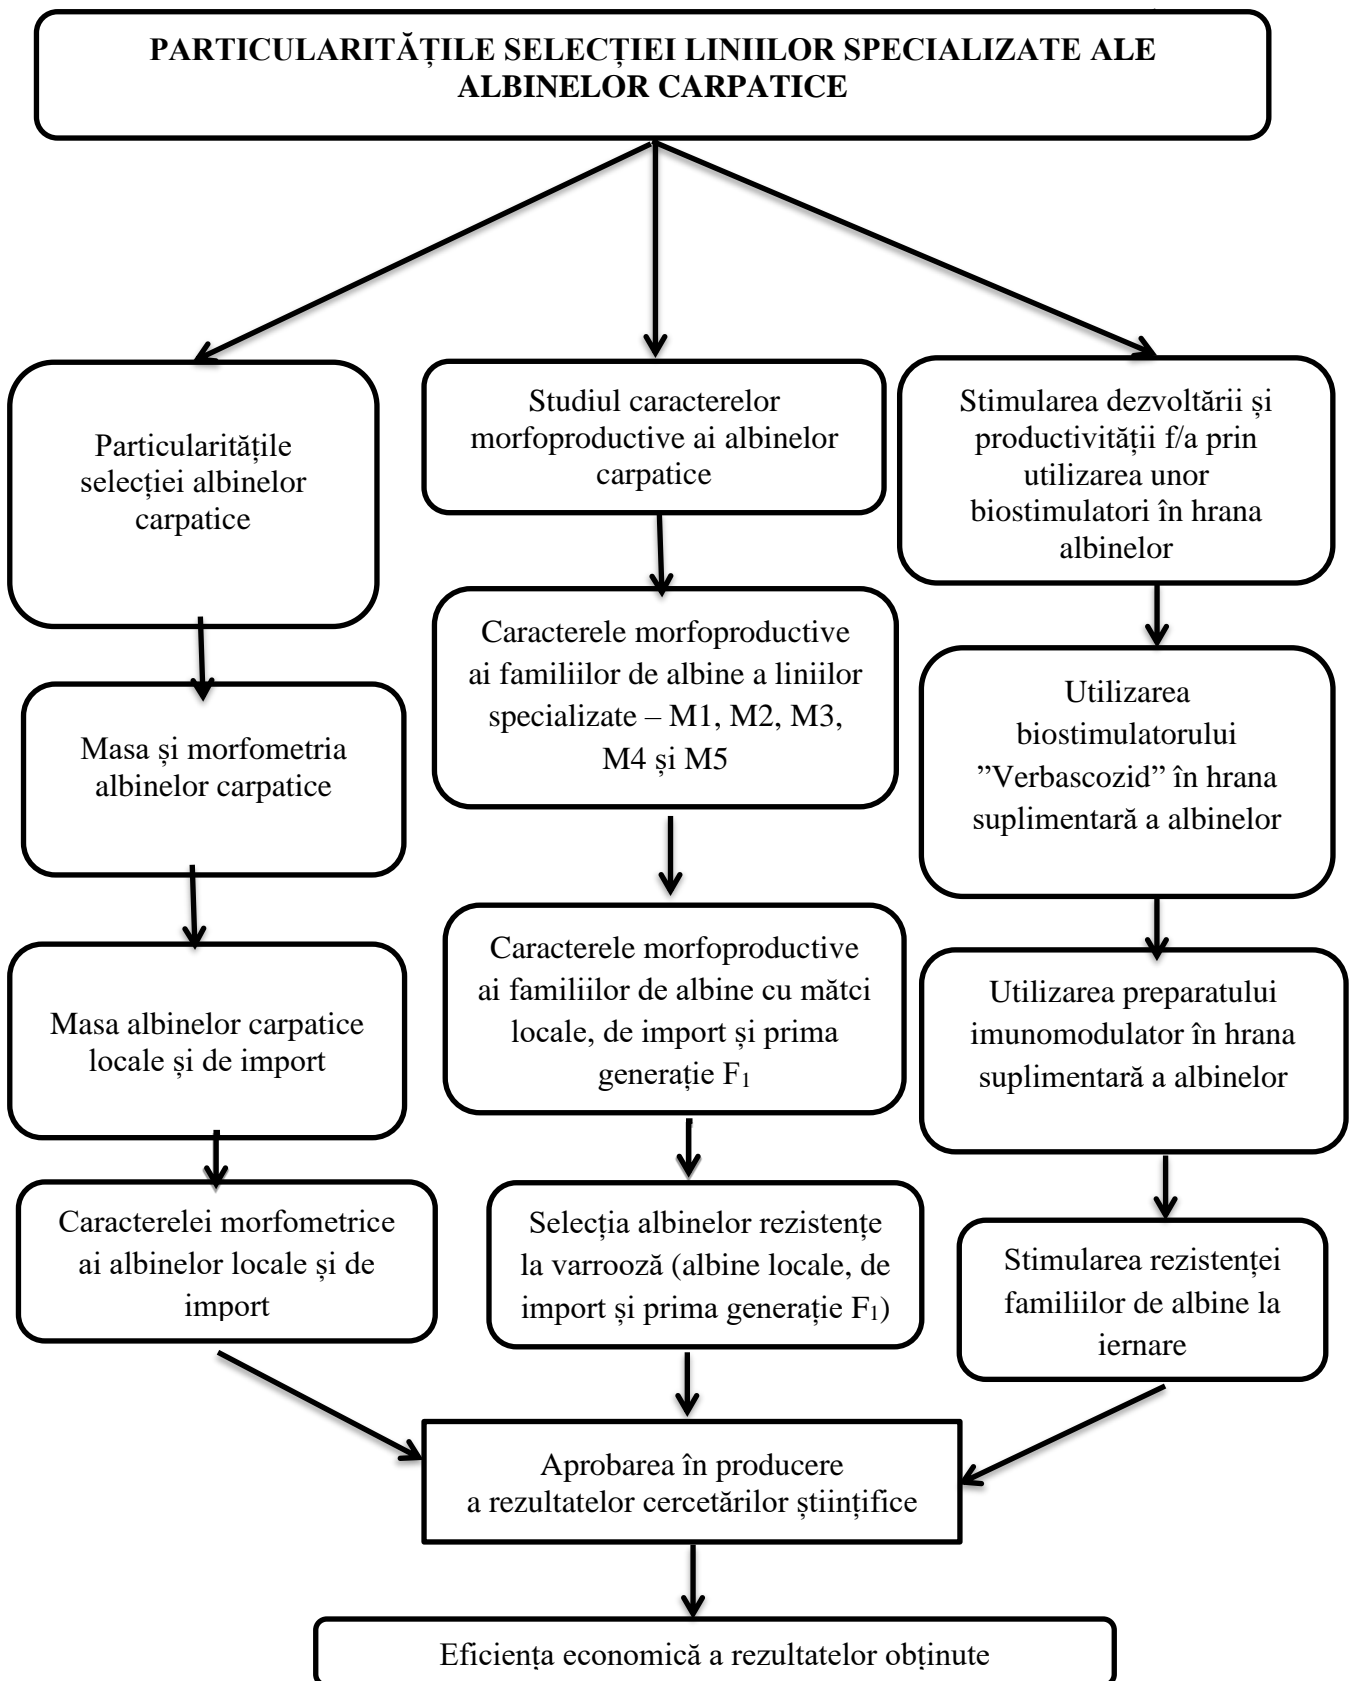 PARTICULARITĂȚILE SELECȚIEI LINIILOR SPECIALIZATE ALE
ALBINELOR CARPATICE
Particularitățile
selecției albinelor
carpatice
Masa și morfometria
albinelor carpatice
Masa albinelor carpatice
locale și de import
Caracterelei morfometrice
ai albinelor locale și de
import
Studiul caracterelor
morfoproductive ai albinelor
carpatice
Caracterele morfoproductive
ai familiilor de albine a liniilor
specializate – M1, M2, M3,
M4 și M5
Caracterele morfoproductive
ai familiilor de albine cu mătci
locale, de import și prima
generație F₁
Selecția albinelor rezistențe
la varrooză (albine locale, de
import și prima generație F₁)
Stimularea dezvoltării și
productivității f/a prin
utilizarea unor
biostimulatori în hrana
albinelor
Utilizarea
biostimulatorului
”Verbascozid” în hrana
suplimentară a albinelor
Utilizarea preparatului
imunomodulator în hrana
suplimentară a albinelor
Stimularea rezistenței
familiilor de albine la
iernare
Aprobarea în producere
a rezultatelor cercetărilor științifice
Eficiența economică a rezultatelor obținute